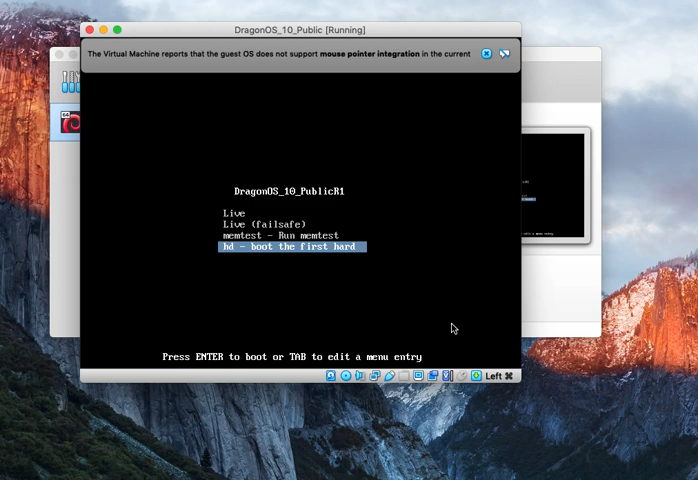 DragonOS_10_Public [Running]
The Virtual Machine reports that the guest OS does not support mouse pointer integration in the current
64
DragonOS_10_PublicR1
Live
Live (failsafe)
memtest - Run memtest
hd - boot the first hard
Press ENTER to boot or TAB to edit a menu entry
Left ⌘